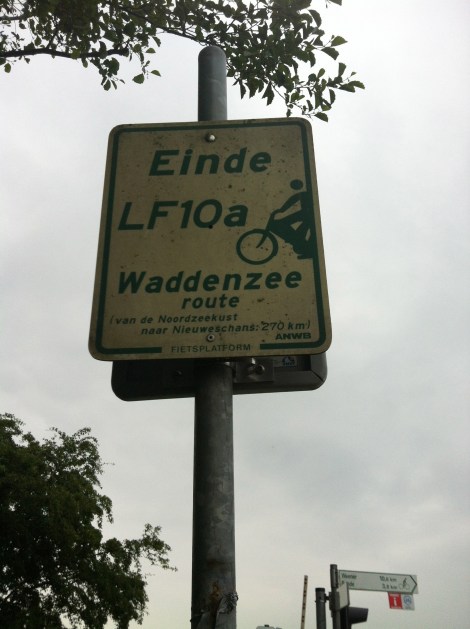 Einde
LF10a
Waddenzee
route
(van de Noordzeekust
naar Nieuweschans: 270 km)
ANWB
FIETSPLATFORM